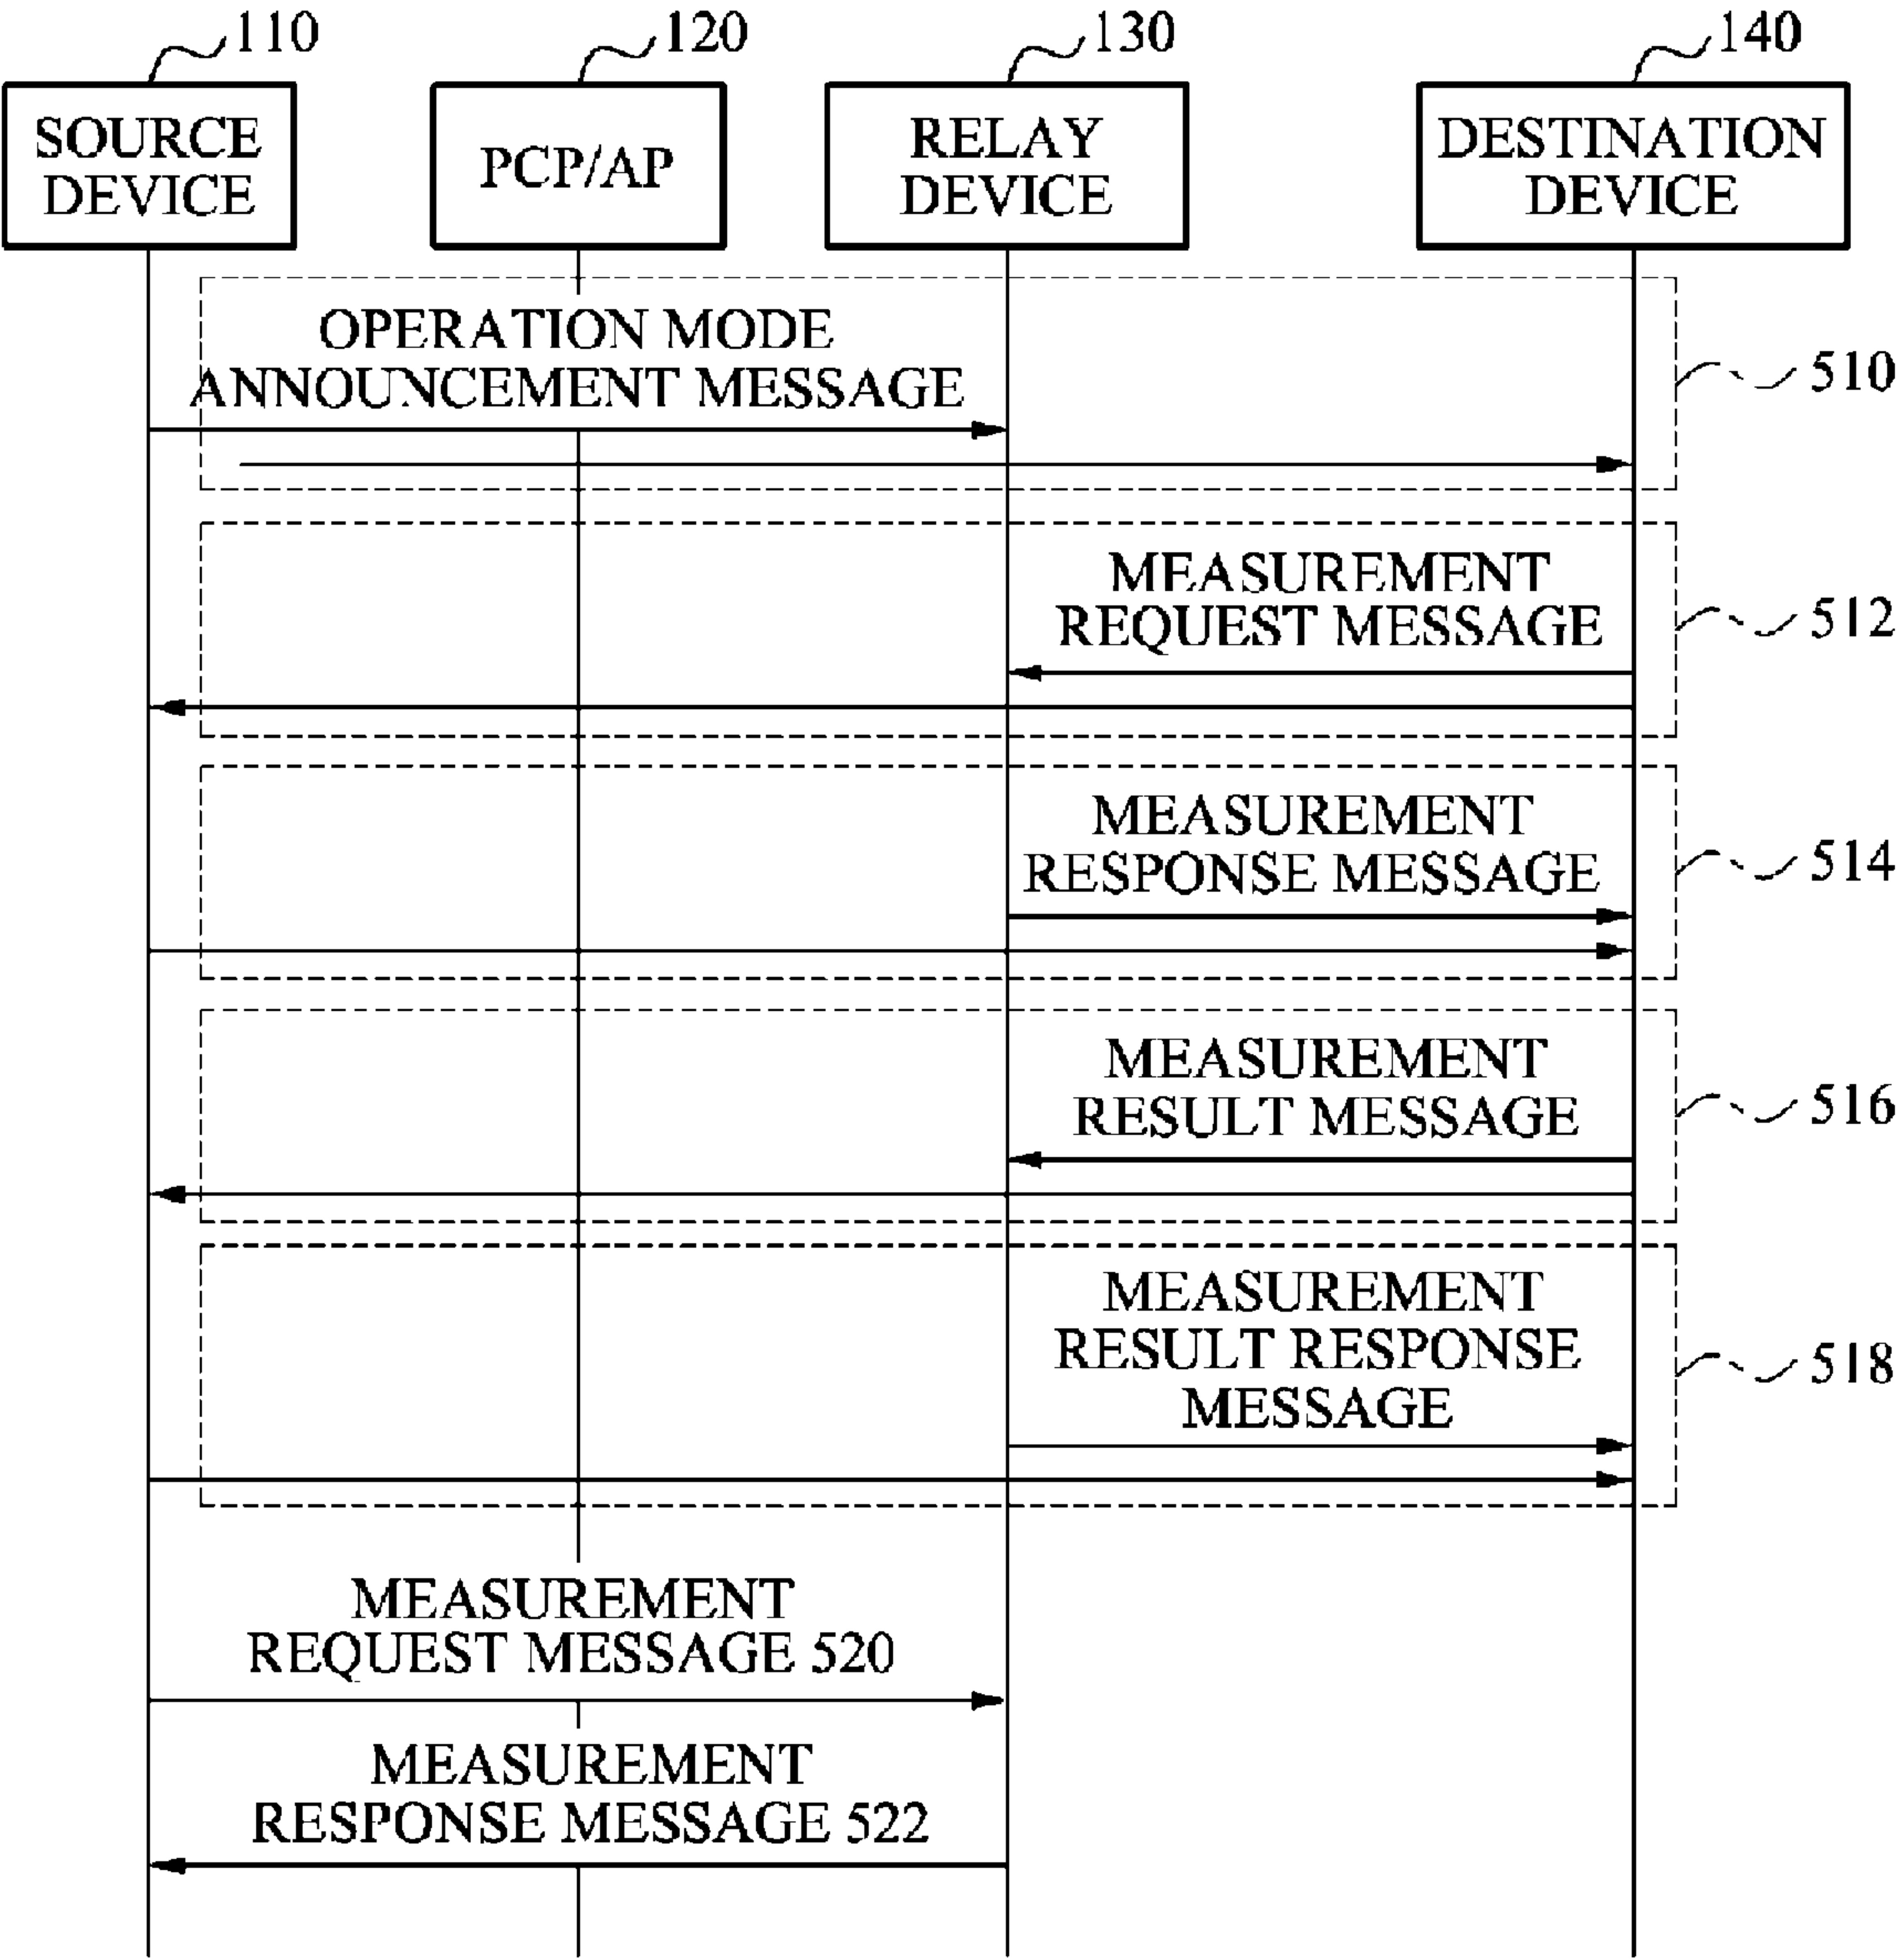 110
120
130
140
SOURCE
DEVICE
PCP/AP
RELAY
DEVICE
DESTINATION
DEVICE
OPERATION MODE
ANNOUNCEMENT MESSAGE
510
MEASUREMENT
REQUEST MESSAGE
512
MEASUREMENT
RESPONSE MESSAGE
514
MEASUREMENT
RESULT MESSAGE
516
MEASUREMENT
RESULT RESPONSE
MESSAGE
518
MEASUREMENT
REQUEST MESSAGE 520
MEASUREMENT
RESPONSE MESSAGE 522